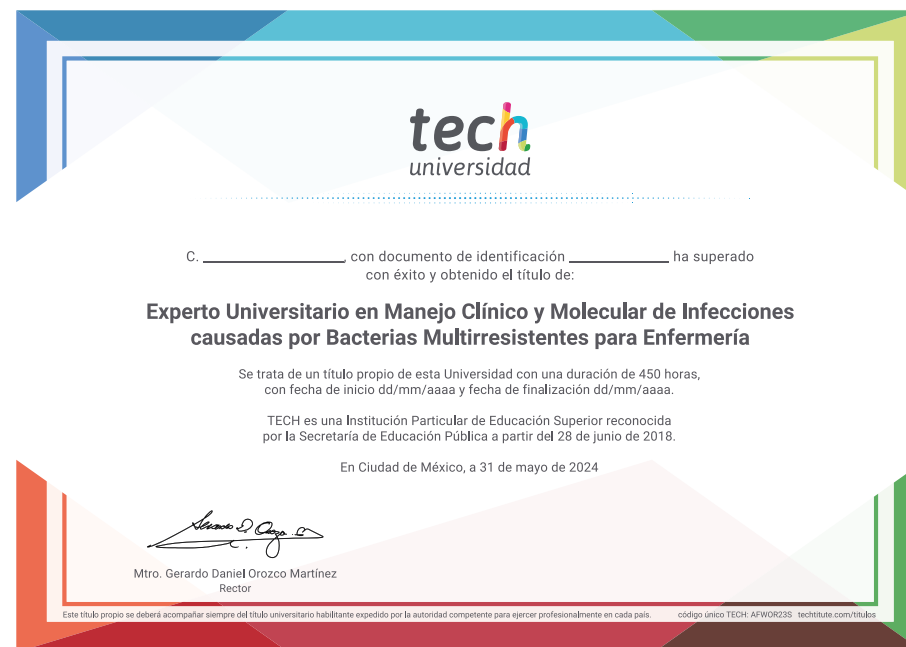 tech
universidad
C. ________________, con documento de identificación ____________ ha superado
con éxito y obtenido el título de:
Experto Universitario en Manejo Clínico y Molecular de Infecciones
causadas por Bacterias Multirresistentes para Enfermería
Se trata de un título propio de esta Universidad con una duración de 450 horas,
con fecha de inicio dd/mm/aaaa y fecha de finalización dd/mm/aaaa.
TECH es una Institución Particular de Educación Superior reconocida
por la Secretaría de Educación Pública a partir del 28 de junio de 2018.
En Ciudad de México, a 31 de mayo de 2024
Mtro. Gerardo Daniel Orozco Martínez
Rector
Este título propio se deberá acompañar siempre del título universitario habilitante expedido por la autoridad competente para ejercer profesionalmente en cada país. código único TECH: AFWOR23S techtitute.com/titulos